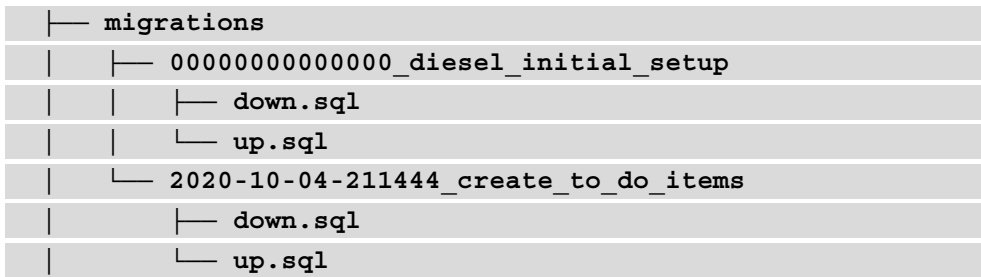 ├── migrations
│   ├── 00000000000000_diesel_initial_setup
│   │   ├── down.sql
│   │   └── up.sql
│   └── 2020-10-04-211444_create_to_do_items
│       ├── down.sql
│       └── up.sql